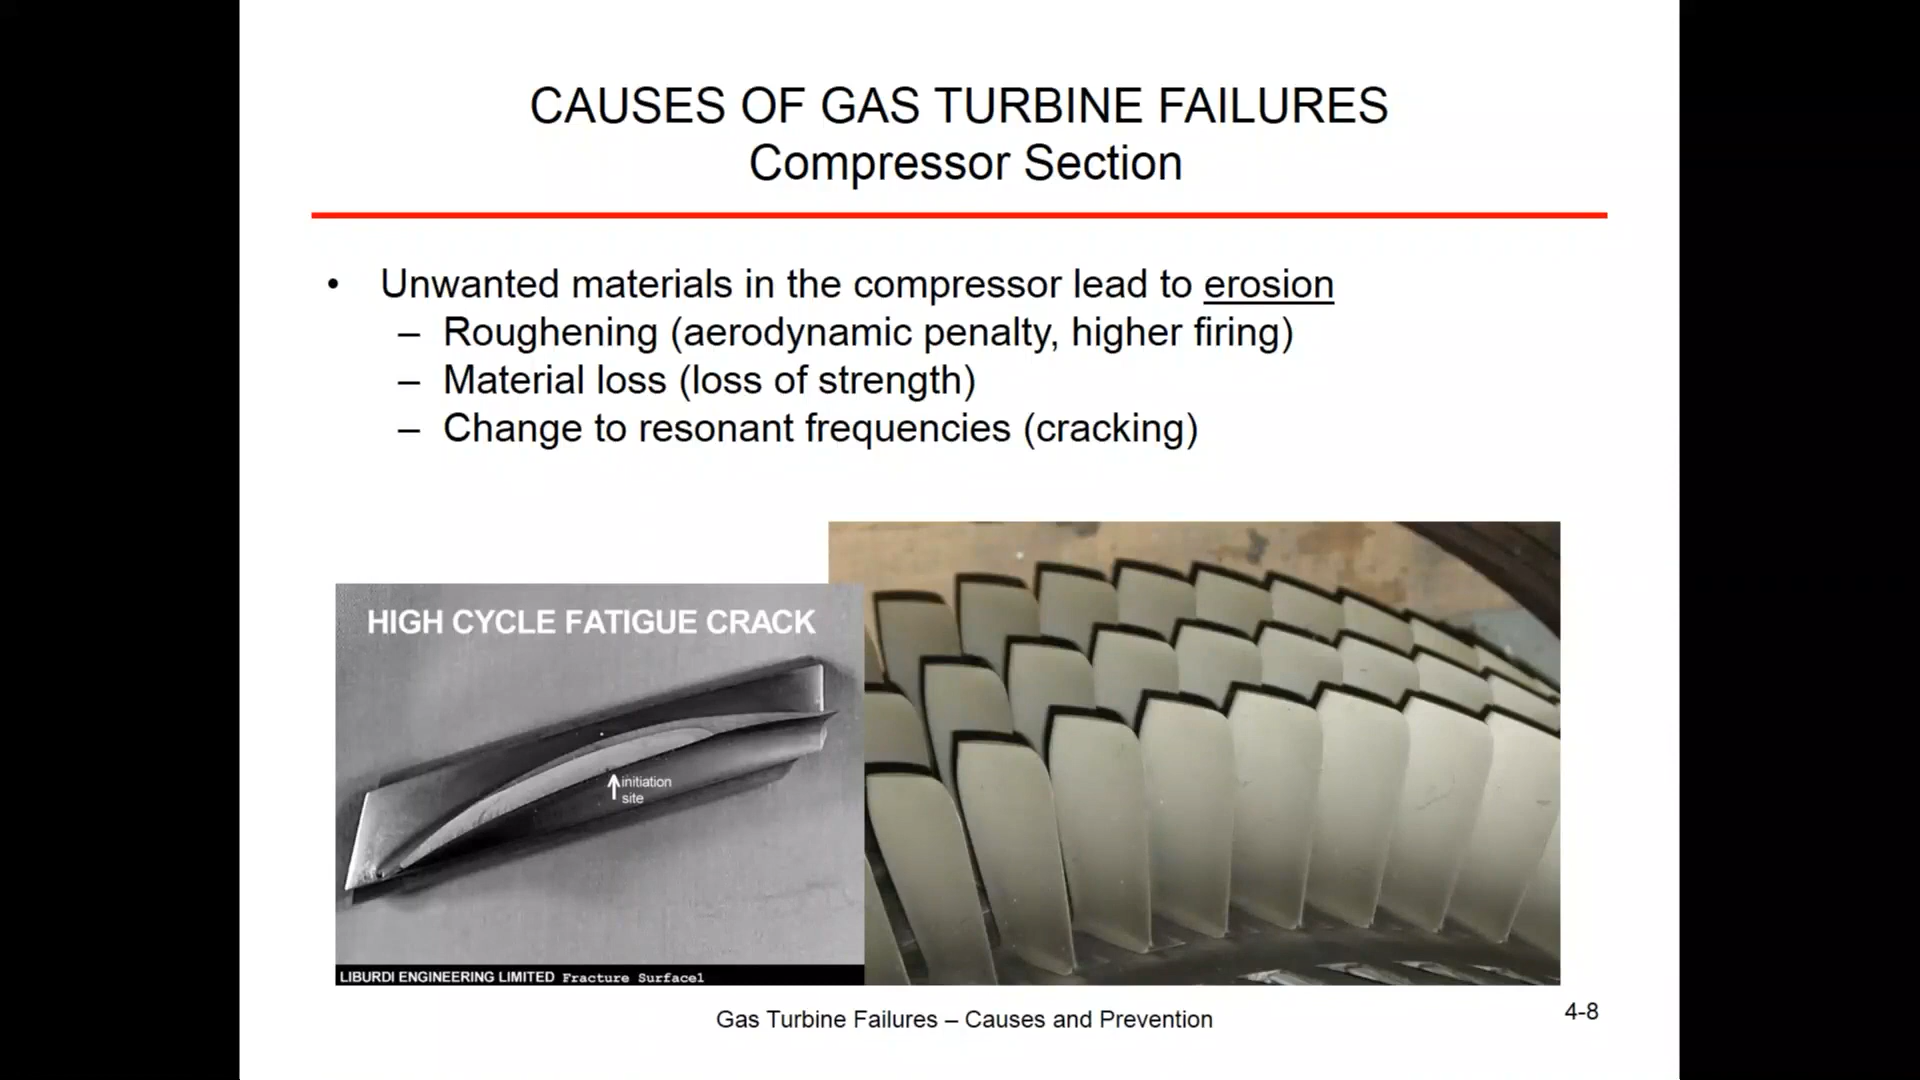 CAUSES OF GAS TURBINE FAILURES
Compressor Section
• Unwanted materials in the compressor lead to erosion
– Roughening (aerodynamic penalty, higher firing)
– Material loss (loss of strength)
– Change to resonant frequencies (cracking)
HIGH CYCLE FATIGUE CRACK
initiation
site
LIBURDI ENGINEERING LIMITED Fracture Surface1
Gas Turbine Failures – Causes and Prevention
4-8